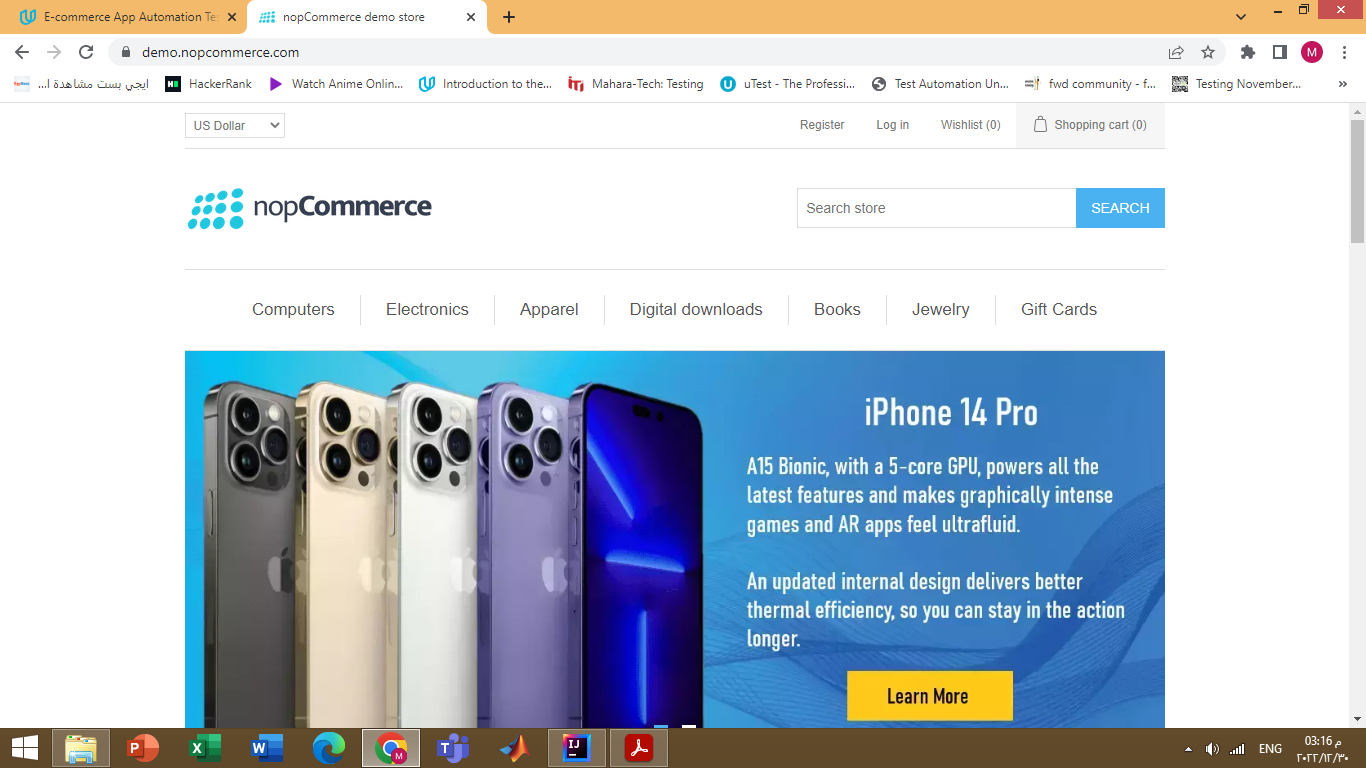 E-commerce App Automation Te
nopCommerce demo store
demo.nopcommerce.com
M
ايجي بست مشاهدة ا...
HackerRank
Watch Anime Online...
Introduction to the...
Mahara-Tech: Testing
uTest - The Professi...
Test Automation Un...
fwd community - f...
Testing November...
US Dollar
Register
Log in
Wishlist (0)
Shopping cart (0)
nopCommerce
Search store
SEARCH
Computers
Electronics
Apparel
Digital downloads
Books
Jewelry
Gift Cards
iPhone 14 Pro
A15 Bionic, with a 5-core GPU, powers all the
latest features and makes graphically intense
games and AR apps feel ultrafluid.
An updated internal design delivers better
thermal efficiency, so you can stay in the action
longer.
Learn More
ENG
03:16 م
٢٠٢٢/١٢/٣٠